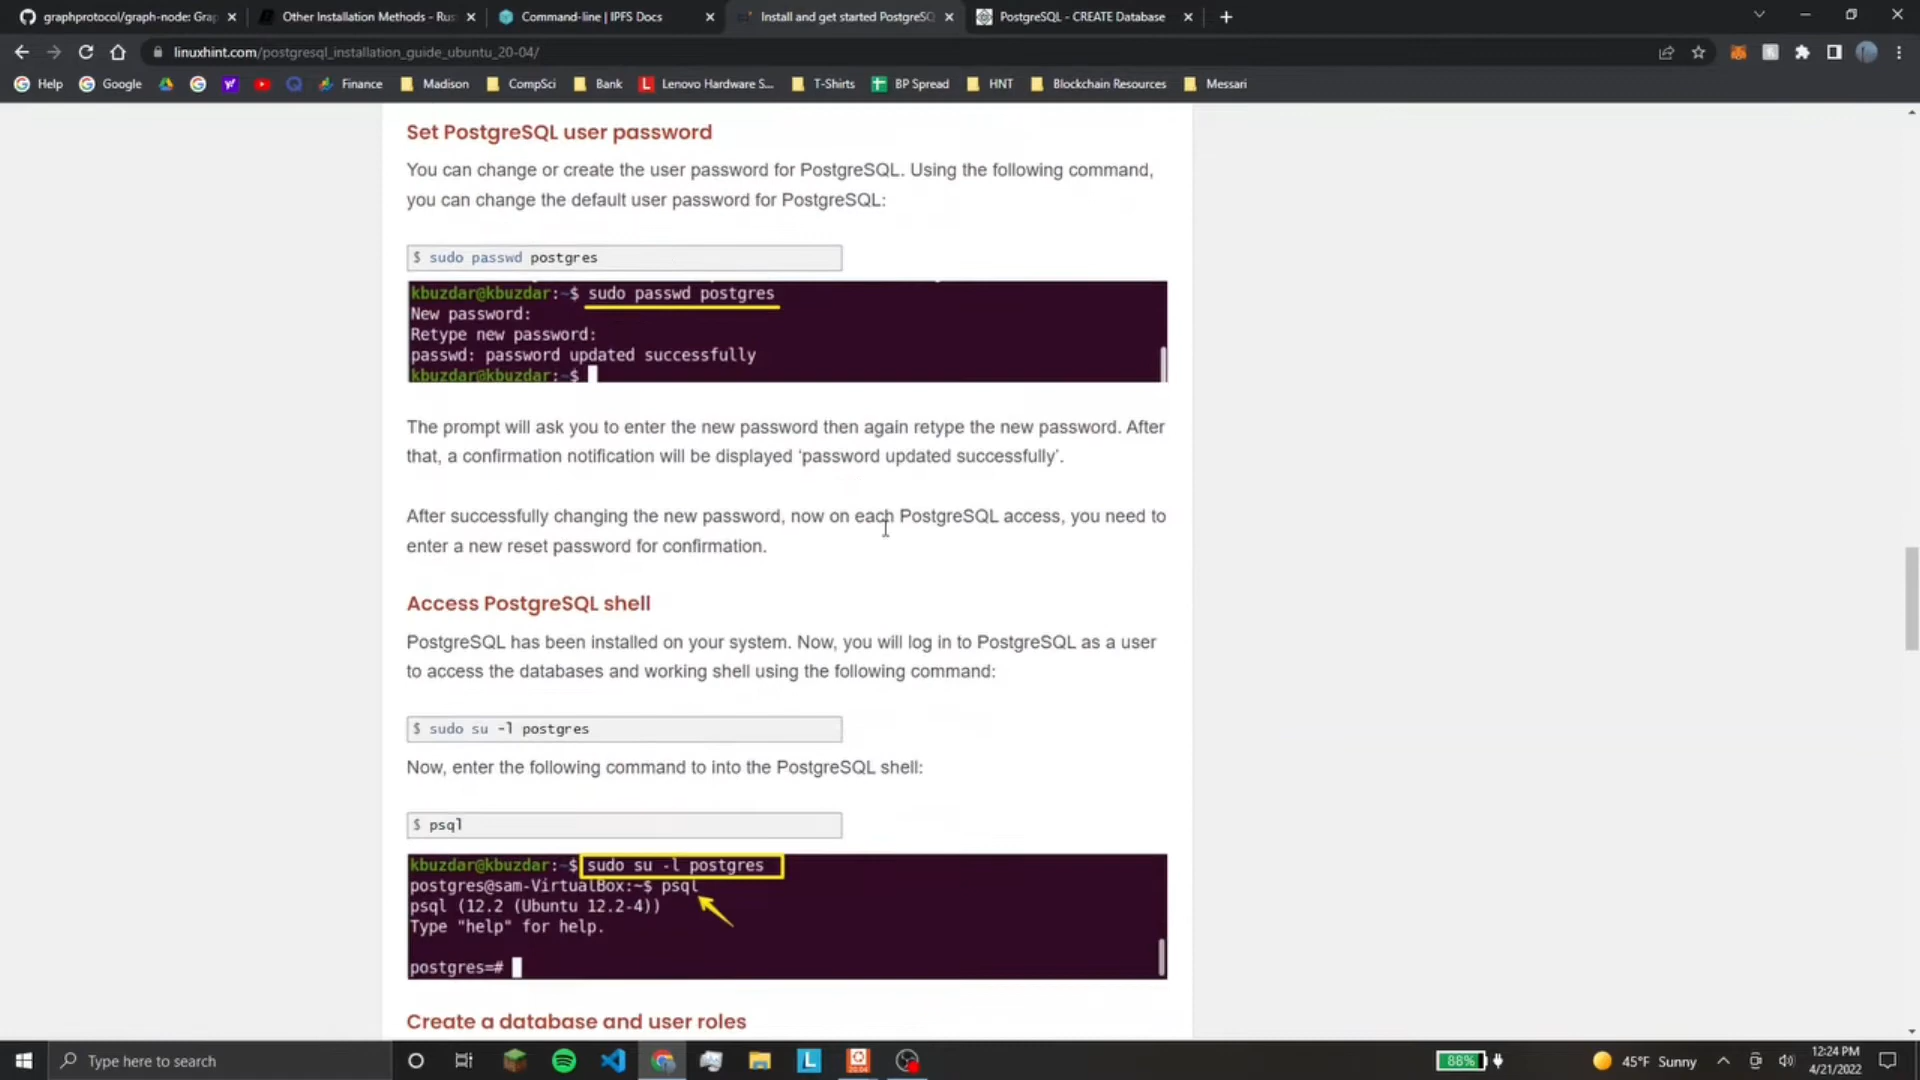 graphprotocol/graph-node: Gra
Other Installation Methods - Rus
Command-line | IPFS Docs
Install and get started PostgreSQ
PostgreSQL - CREATE Database
linuxhint.com/postgresql_installation_guide_ubuntu_20-04/
Help
Google
Finance
Madison
CompSci
Bank
L
Lenovo Hardware S...
T-Shirts
BP Spread
HNT
Blockchain Resources
Messari
Set PostgreSQL user password
You can change or create the user password for PostgreSQL. Using the following command,
you can change the default user password for PostgreSQL:
$ sudo passwd postgres
kbuzdar@kbuzdar:~$ sudo passwd postgres
New password:
Retype new password:
passwd: password updated successfully
kbuzdar@kbuzdar:~$
The prompt will ask you to enter the new password then again retype the new password. After
that, a confirmation notification will be displayed ‘password updated successfully’.
After successfully changing the new password, now on each PostgreSQL access, you need to
enter a new reset password for confirmation.
Access PostgreSQL shell
PostgreSQL has been installed on your system. Now, you will log in to PostgreSQL as a user
to access the databases and working shell using the following command:
$ sudo su -l postgres
Now, enter the following command to into the PostgreSQL shell:
$ psql
kbuzdar@kbuzdar:~$ sudo su -l postgres
postgres@sam-VirtualBox:~$ psql
psql (12.2 (Ubuntu 12.2-4))
Type "help" for help.
postgres=#
Create a database and user roles
Type here to search
L
20.04
88%
45°F Sunny
12:24 PM
4/21/2022